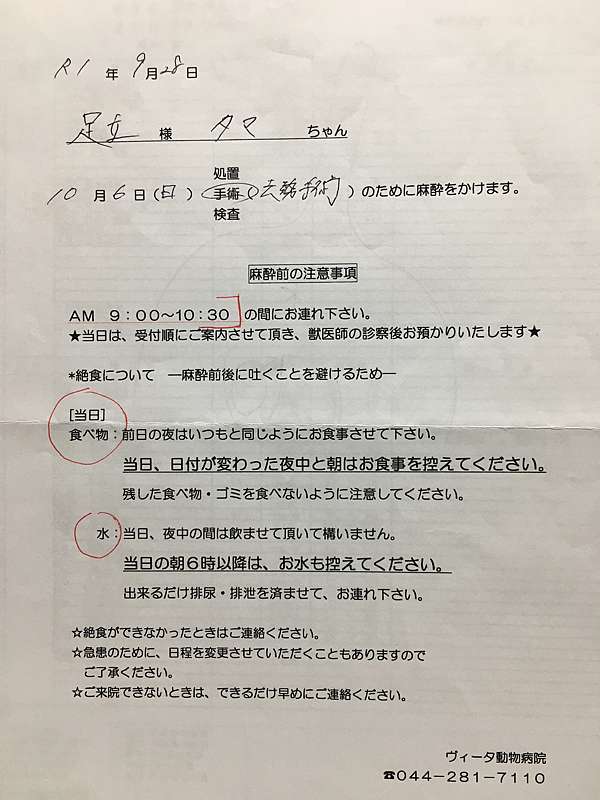 R1 年 9月28日
足立 様 タマ ちゃん
処置
10 月 6 日(日) 手術(去勢手術)のために麻酔をかけます。
検査
麻酔前の注意事項
AM 9:00～10:30 の間にお連れ下さい。
★当日は、受付順にご案内させて頂き、獣医師の診察後お預かりいたします★
*絶食について ―麻酔前後に吐くことを避けるため―
[当日]
食べ物：前日の夜はいつもと同じようにお食事させて下さい。
当日、日付が変わった夜中と朝はお食事を控えてください。
残した食べ物・ゴミを食べないように注意してください。
水：当日、夜中の間は飲ませて頂いて構いません。
当日の朝６時以降は、お水も控えてください。
出来るだけ排尿・排泄を済ませて、お連れ下さい。
☆絶食ができなかったときはご連絡ください。
☆急患のために、日程を変更させていただくこともありますので
ご了承ください。
☆ご来院できないときは、できるだけ早めにご連絡ください。
ヴィータ動物病院
☎044-281-7110